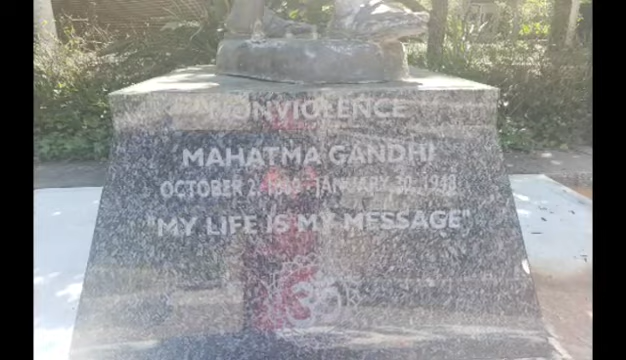 NONVIOLENCE
MAHATMA GANDHI
OCTOBER 2, 1869 - JANUARY 30, 1948
"MY LIFE IS MY MESSAGE"
ॐ